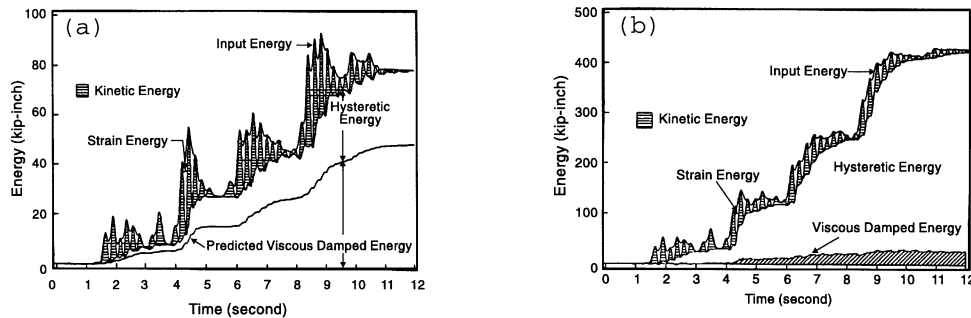 (a)
Energy (kip-inch)
100
80
60
40
20
0
Input Energy
Kinetic Energy
Hysteretic
Energy
Strain Energy
Predicted Viscous Damped Energy
0 1 2 3 4 5 6 7 8 9 10 11 12
Time (second)
(b)
Energy (kip-inch)
500
400
300
200
100
0
Input Energy
Kinetic Energy
Hysteretic Energy
Strain Energy
Viscous Damped Energy
0 1 2 3 4 5 6 7 8 9 10 11 12
Time (second)